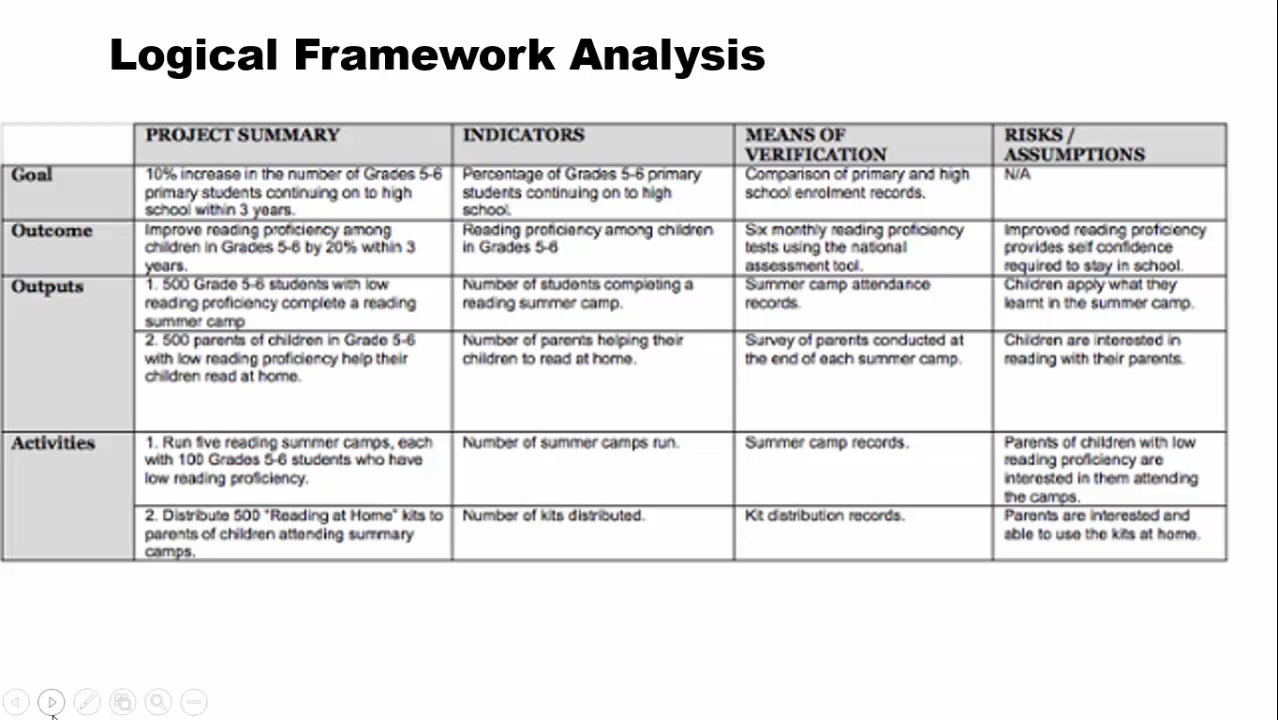 Logical Framework Analysis
PROJECT SUMMARY
INDICATORS
MEANS OF
VERIFICATION
RISKS /
ASSUMPTIONS
Goal
10% increase in the number of Grades 5-6
primary students continuing on to high
school within 3 years.
Percentage of Grades 5-6 primary
students continuing on to high
school.
Comparison of primary and high
school enrolment records.
N/A
Outcome
Improve reading proficiency among
children in Grades 5-6 by 20% within 3
years.
Reading proficiency among children
in Grades 5-6
Six monthly reading proficiency
tests using the national
assessment tool.
Improved reading proficiency
provides self confidence
required to stay in school.
Outputs
1. 500 Grade 5-6 students with low
reading proficiency complete a reading
summer camp
Number of students completing a
reading summer camp.
Summer camp attendance
records.
Children apply what they
learnt in the summer camp.
2. 500 parents of children in Grade 5-6
with low reading proficiency help their
children read at home.
Number of parents helping their
children to read at home.
Survey of parents conducted at
the end of each summer camp.
Children are interested in
reading with their parents.
Activities
1. Run five reading summer camps, each
with 100 Grades 5-6 students who have
low reading proficiency.
Number of summer camps run.
Summer camp records.
Parents of children with low
reading proficiency are
interested in them attending
the camps.
2. Distribute 500 "Reading at Home" kits to
parents of children attending summary
camps.
Number of kits distributed.
Kit distribution records.
Parents are interested and
able to use the kits at home.